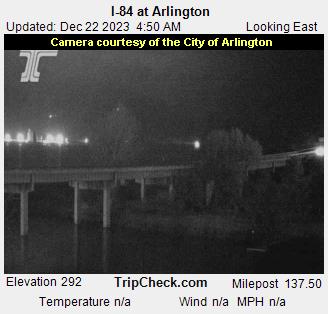 I-84 at Arlington
Updated: Dec 22 2023 4:50 AM Looking East
Camera courtesy of the City of Arlington
Elevation 292 TripCheck.com Milepost 137.50
Temperature n/a Wind n/a MPH n/a